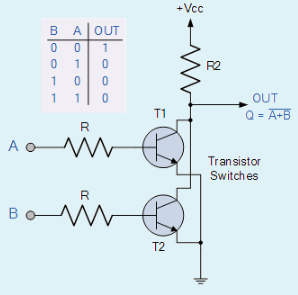 +Vcc
B A OUT
0 0 1
0 1 0
1 0 0
1 1 0
R2
OUT
Q = A̅+̅B̅
T1
A
R
Transistor
Switches
R
B
T2